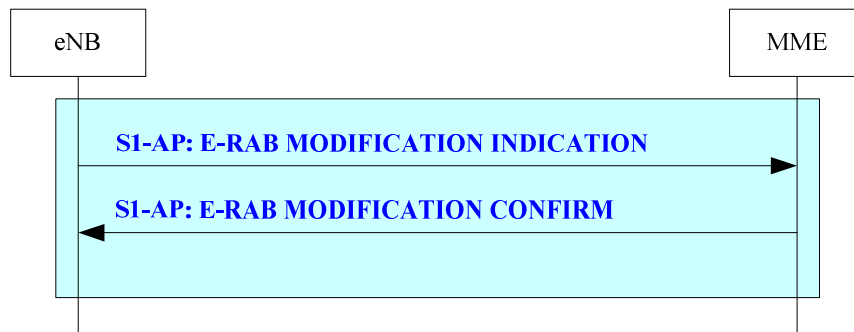 eNB
MME
S1-AP: E-RAB MODIFICATION INDICATION
S1-AP: E-RAB MODIFICATION CONFIRM